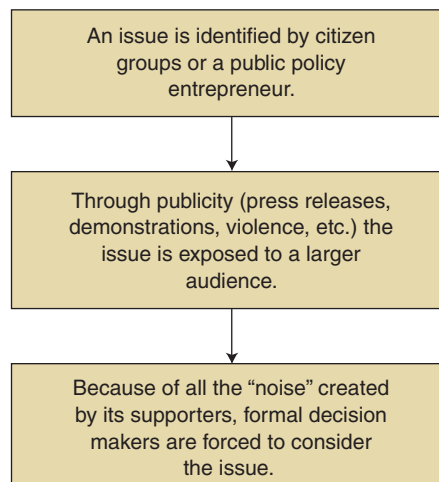 An issue is identified by citizen
groups or a public policy
entrepreneur.
Through publicity (press releases,
demonstrations, violence, etc.) the
issue is exposed to a larger
audience.
Because of all the “noise” created
by its supporters, formal decision
makers are forced to consider
the issue.